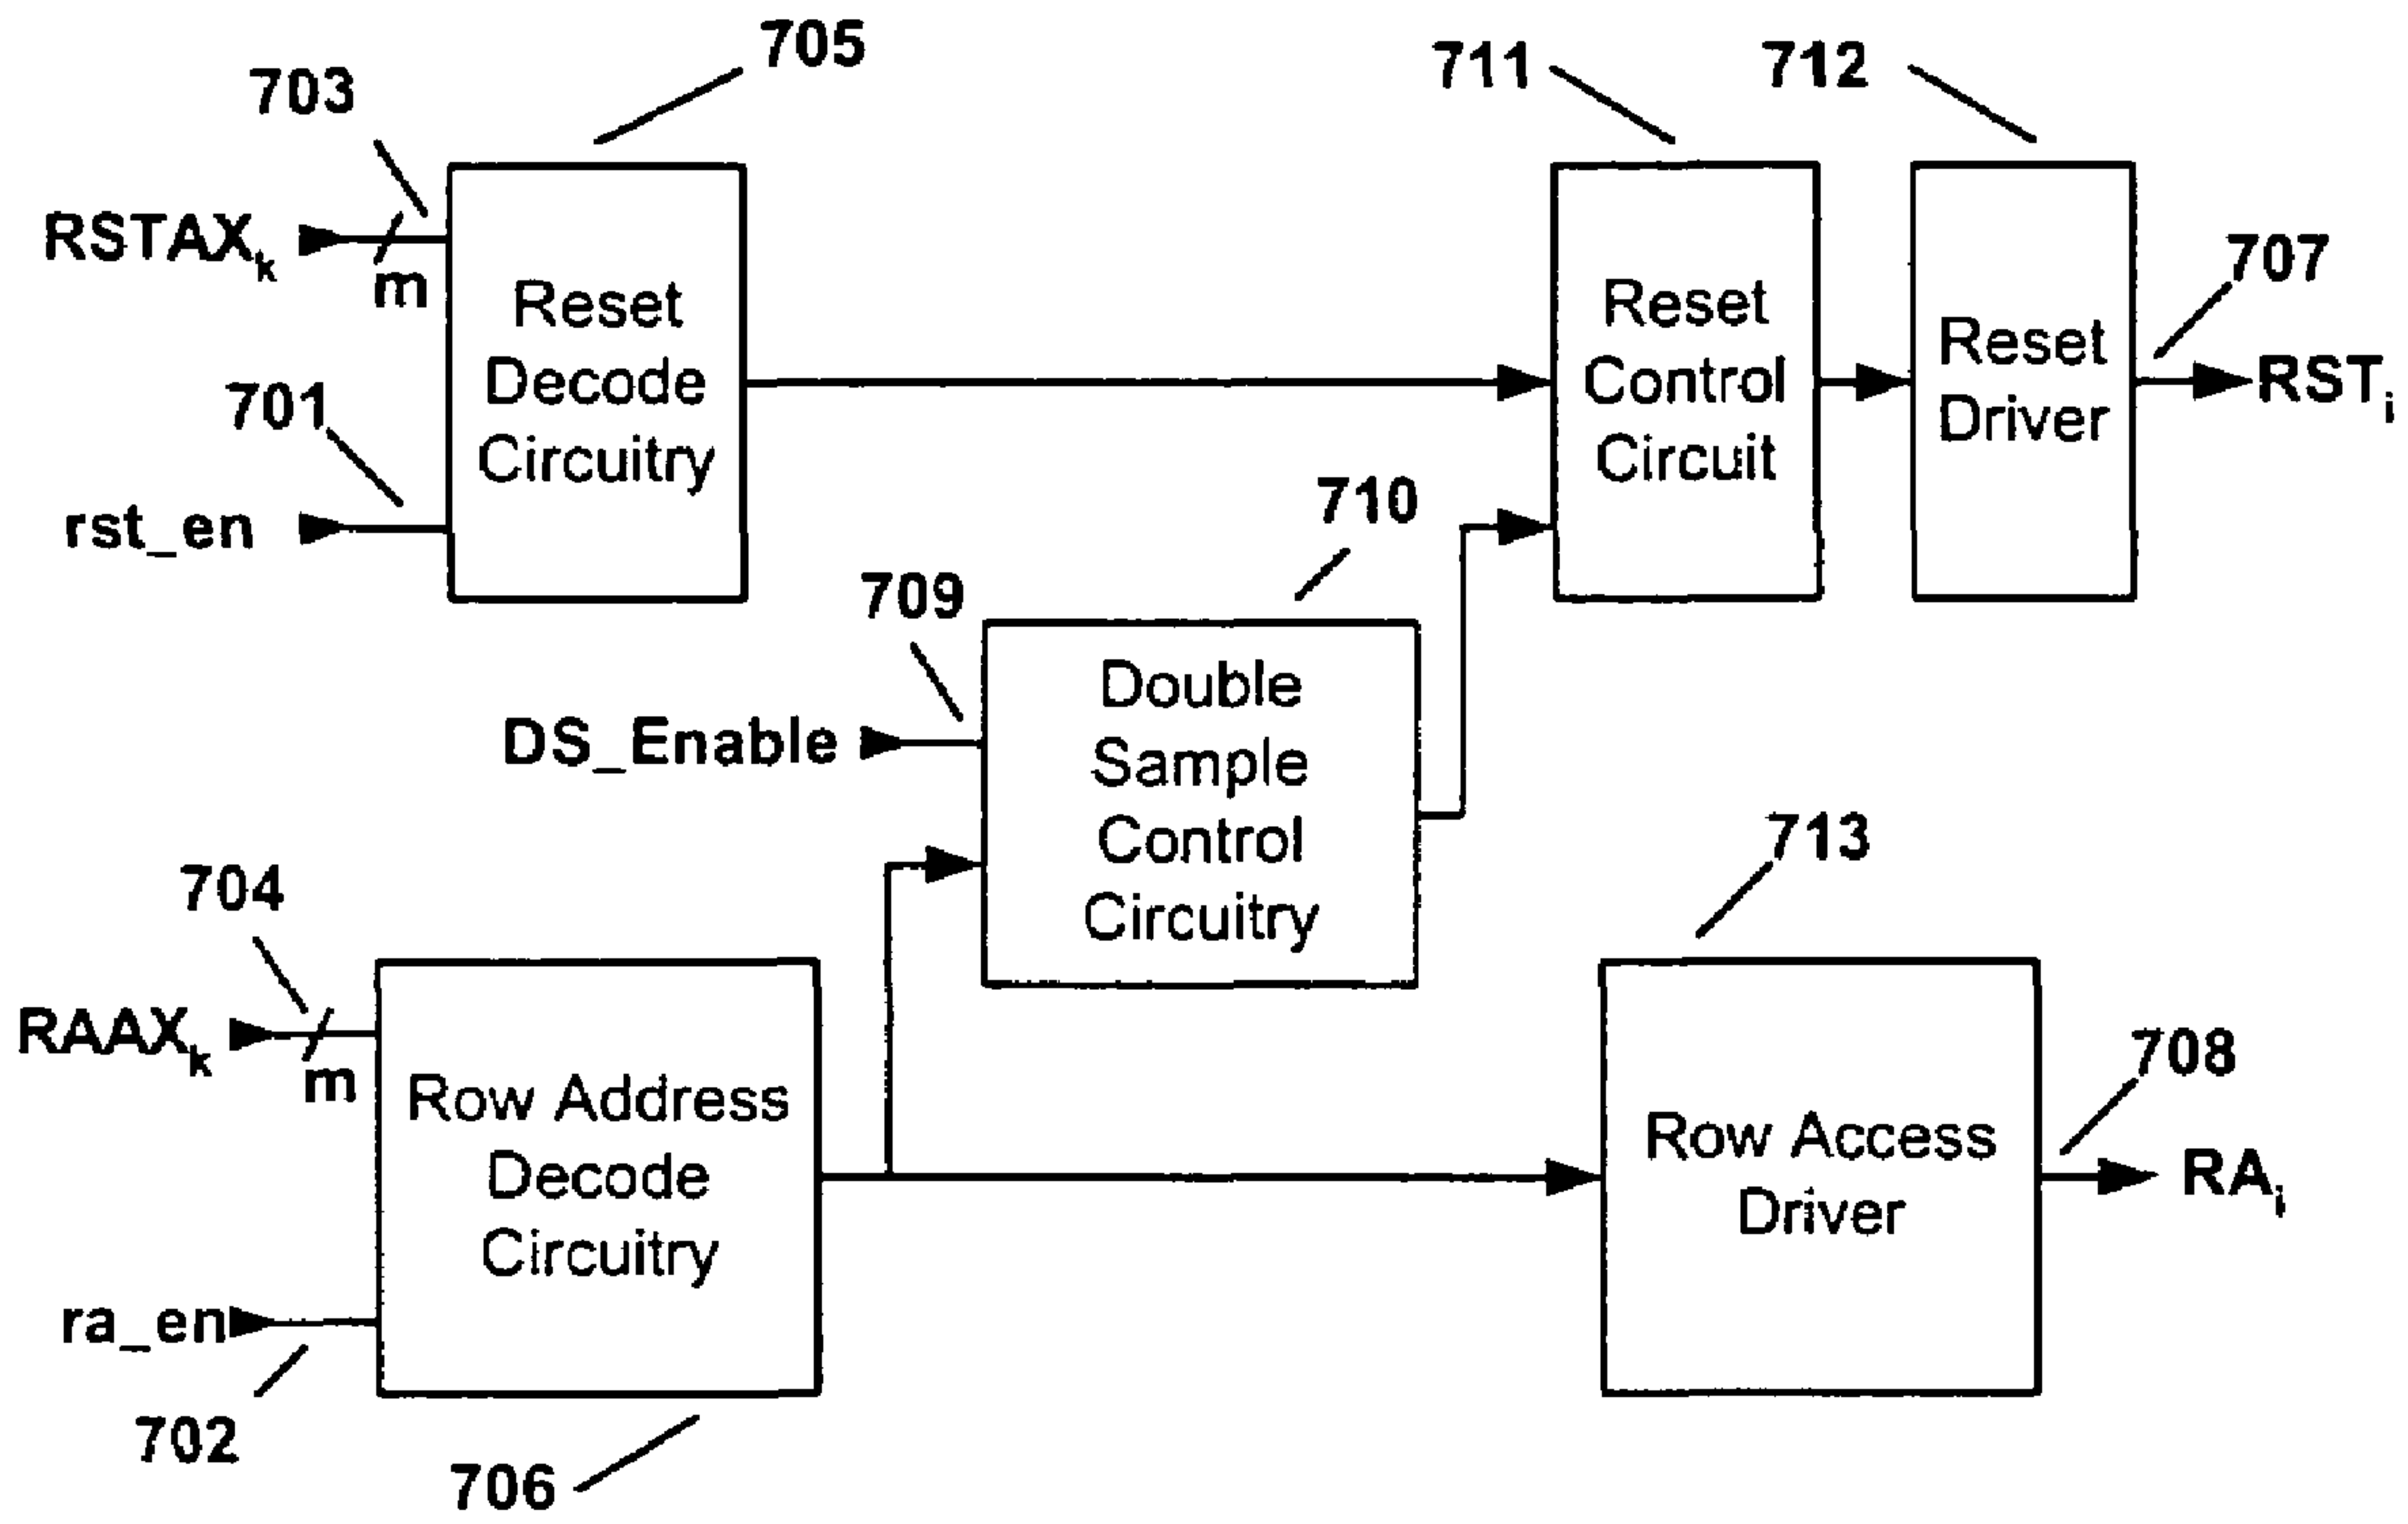 705
711
712
703
RSTAXk
m
Reset
Decode
Circuitry
Reset
Control
Circuit
Reset
Driver
707
RSTi
701
rst_en
710
709
DS_Enable
Double
Sample
Control
Circuitry
713
704
RAAXk
m
Row Address
Decode
Circuitry
Row Access
Driver
708
RAi
ra_en
702
706